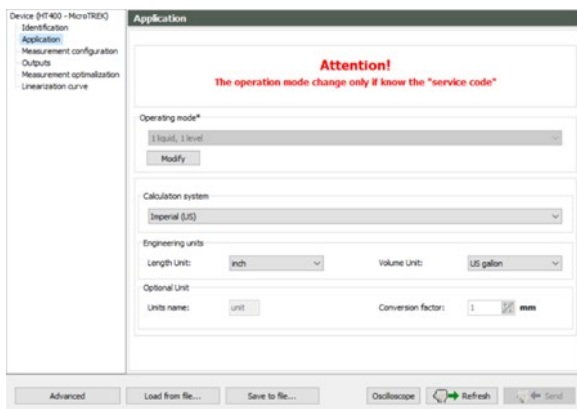 Device (HT400 - MicroTREK)
Identification
Application
Measurement configuration
Outputs
Measurement optimalization
Linearization curve
Application
Attention!
The operation mode change only if know the "service code"
Operating mode*
1 liquid, 1 level
Modify
Calculation system
Imperial (US)
Engineering units
Length Unit: inch Volume Unit: US gallon
Optional Unit
Units name: unit Conversion factor: 1 mm
Advanced Load from file... Save to file... Oscilloscope Refresh Send